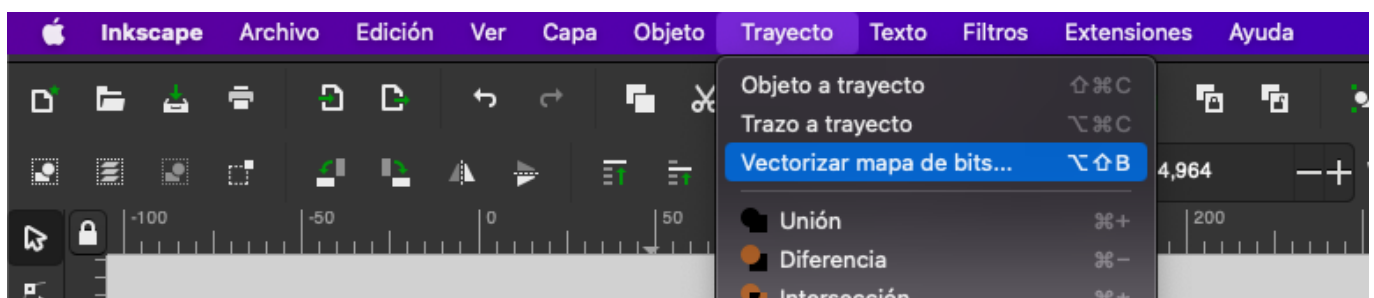 Inkscape Archivo Edición Ver Capa Objeto Trayecto Texto Filtros Extensiones Ayuda
Objeto a trayecto ⇧⌘C
Trazo a trayecto ⌥⌘C
Vectorizar mapa de bits... ⌥⇧B
4,964
-100 -50 0 50 200
Unión ⌘+
Diferencia ⌘−
Intersección